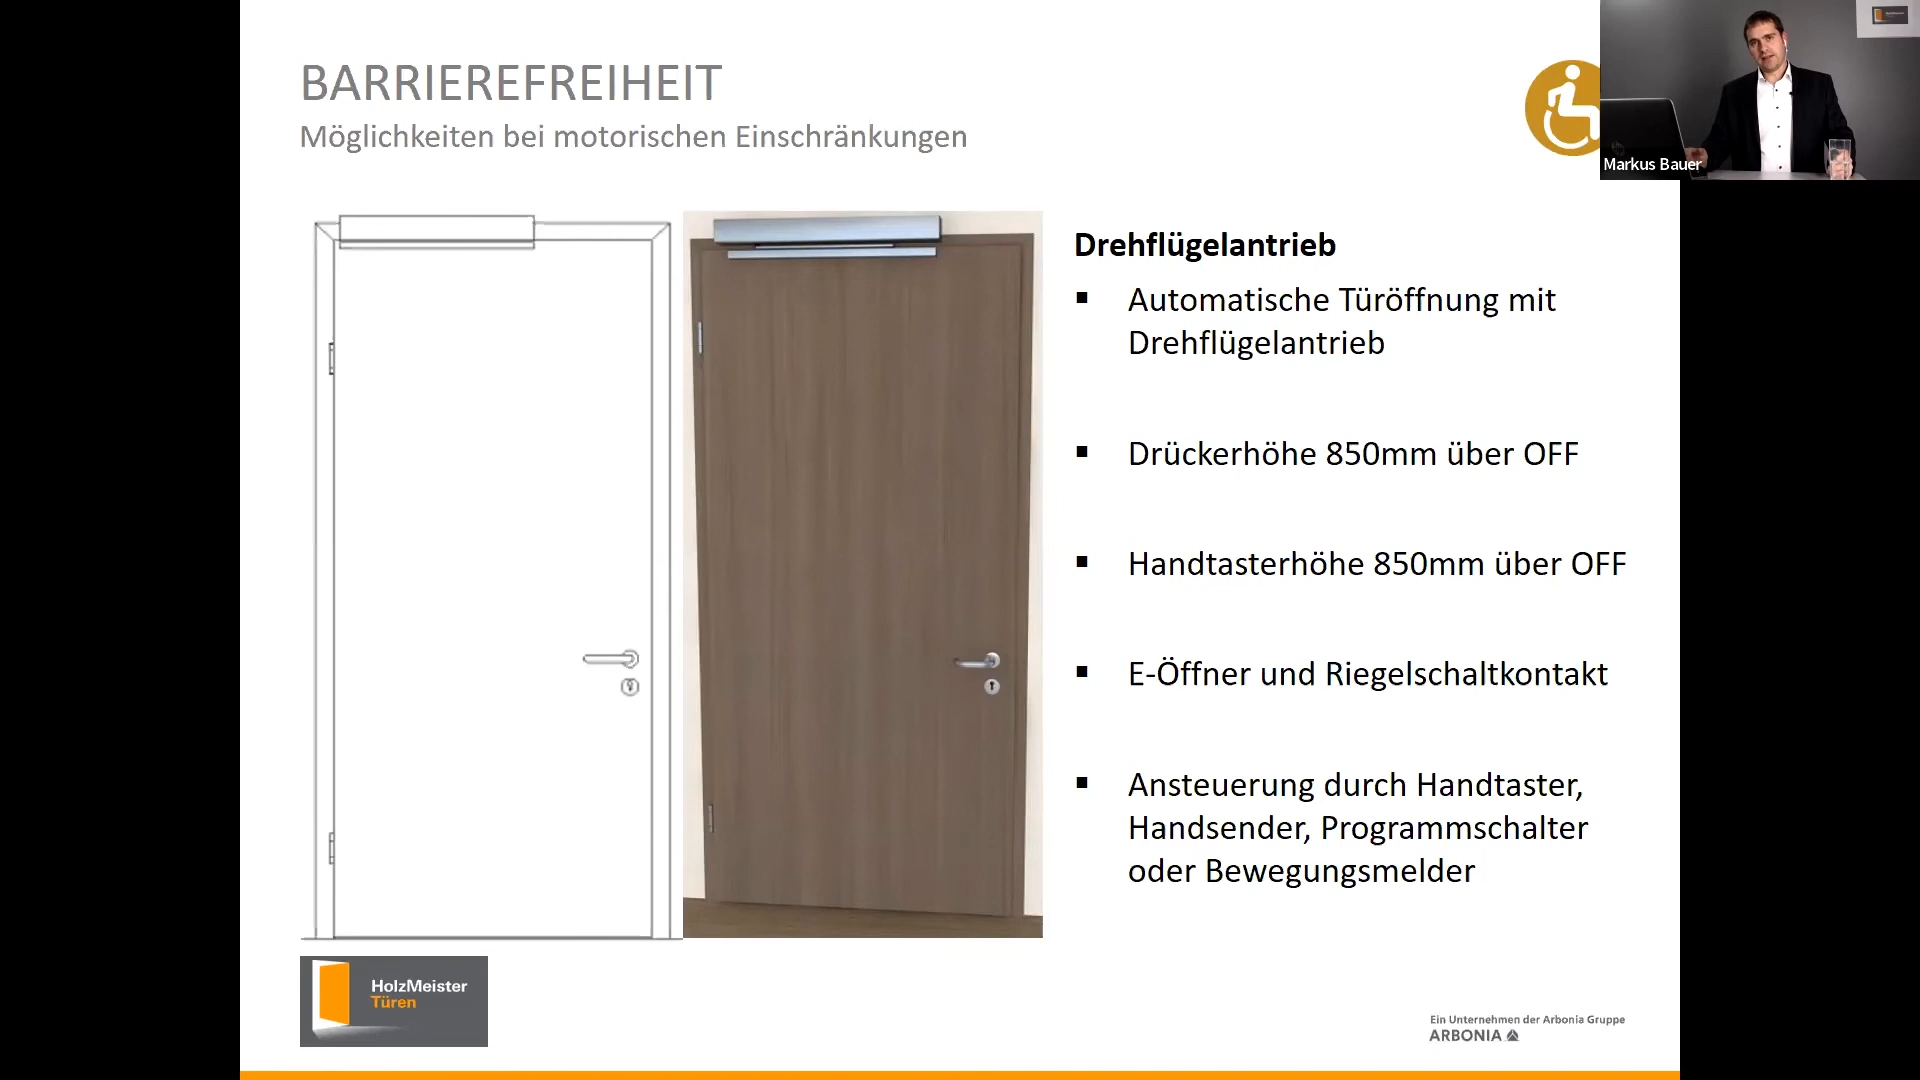 BARRIEREFREIHEIT
Möglichkeiten bei motorischen Einschränkungen
Markus Bauer
Drehflügelantrieb
▪ Automatische Türöffnung mit
Drehflügelantrieb
▪ Drückerhöhe 850mm über OFF
▪ Handtasterhöhe 850mm über OFF
▪ E-Öffner und Riegelschaltkontakt
▪ Ansteuerung durch Handtaster,
Handsender, Programmschalter
oder Bewegungsmelder
HolzMeister
Türen
Ein Unternehmen der Arbonia Gruppe
ARBONIA